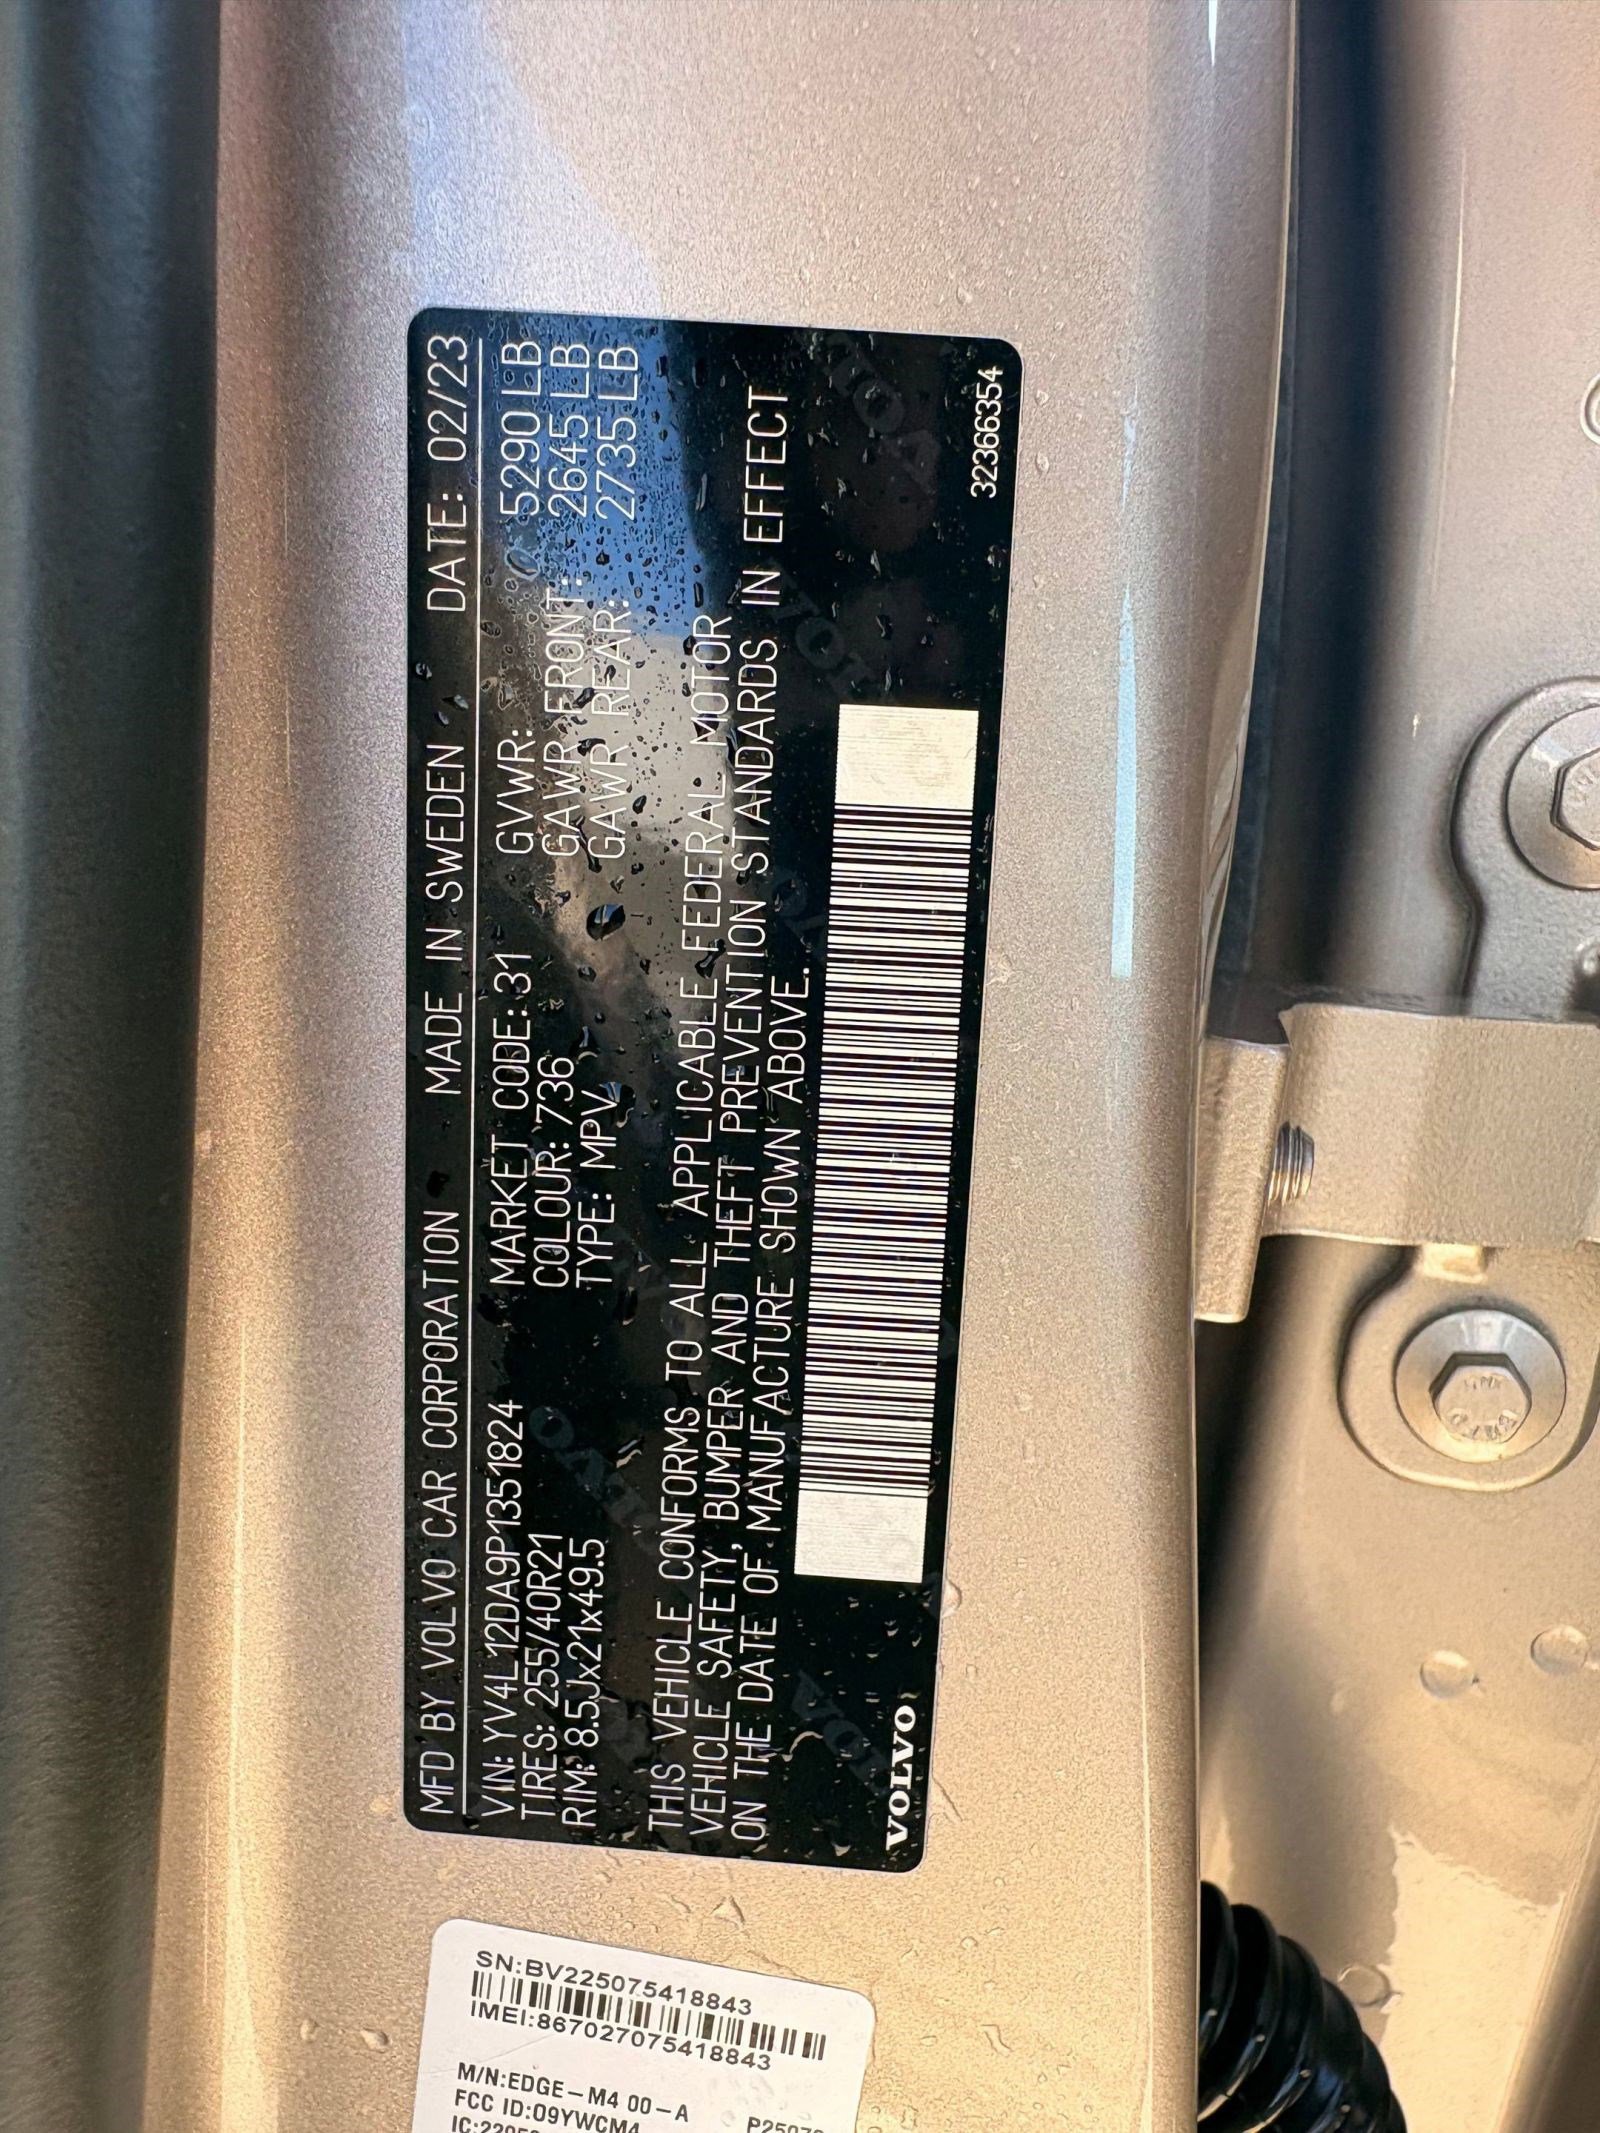 MFD BY VOLVO CAR CORPORATION MADE IN SWEDEN DATE: 02/23
VIN: YV4L12DA9P1351824 MARKET CODE: 31 GVWR: 5290 LB
TIRES: 255/40R21 COLOUR: 736 GAWR FRONT: 2645 LB
RIM: 8.5Jx21x49.5 TYPE: MPV GAWR REAR: 2735 LB
THIS VEHICLE CONFORMS TO ALL APPLICABLE FEDERAL MOTOR
VEHICLE SAFETY, BUMPER AND THEFT PREVENTION STANDARDS IN EFFECT
ON THE DATE OF MANUFACTURE SHOWN ABOVE.
VOLVO
32366354
SN:BV225075418843
IMEI:867027075418843
M/N:EDGE-M4 00-A